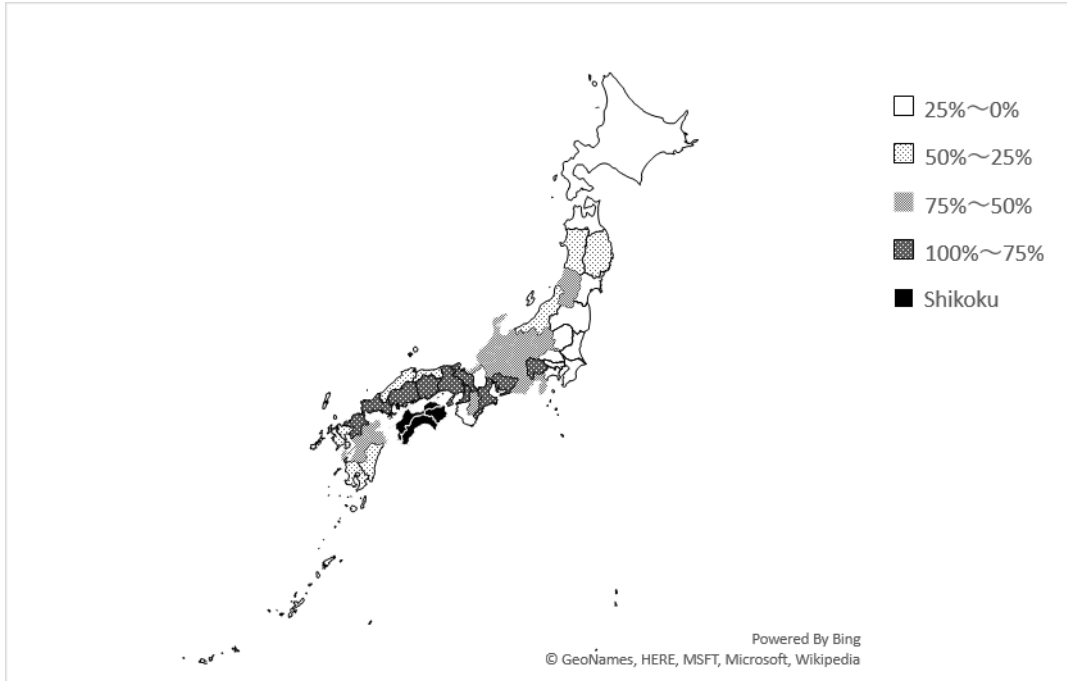 25%～0%
50%～25%
75%～50%
100%～75%
Shikoku
Powered By Bing
© GeoNames, HERE, MSFT, Microsoft, Wikipedia